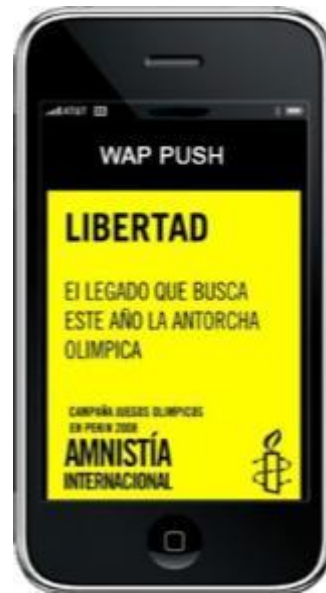 AT&T
WAP PUSH
LIBERTAD
El LEGADO QUE BUSCA
ESTE AÑO LA ANTORCHA
OLIMPICA
CAMPAÑA JUEGOS OLIMPICOS
EN PEKIN 2008
AMNISTÍA
INTERNACIONAL